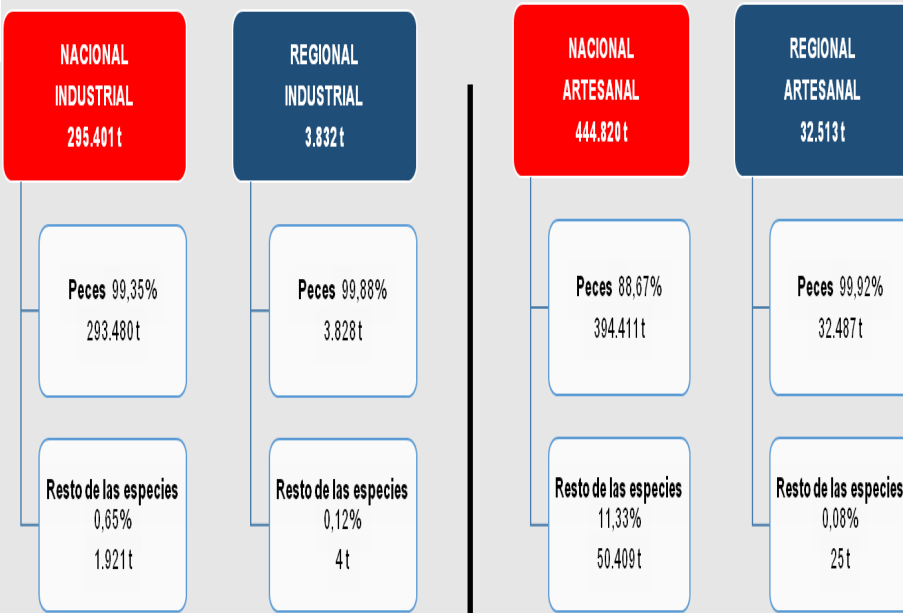 NACIONAL
INDUSTRIAL
295.401 t
Peces 99,35%
293.480 t
Resto de las especies
0,65%
1.921 t
REGIONAL
INDUSTRIAL
3.832 t
Peces 99,88%
3.828 t
Resto de las especies
0,12%
4 t
NACIONAL
ARTESANAL
444.820 t
Peces 88,67%
394.411 t
Resto de las especies
11,33%
50.409 t
REGIONAL
ARTESANAL
32.513 t
Peces 99,92%
32.487 t
Resto de las especies
0,08%
25 t